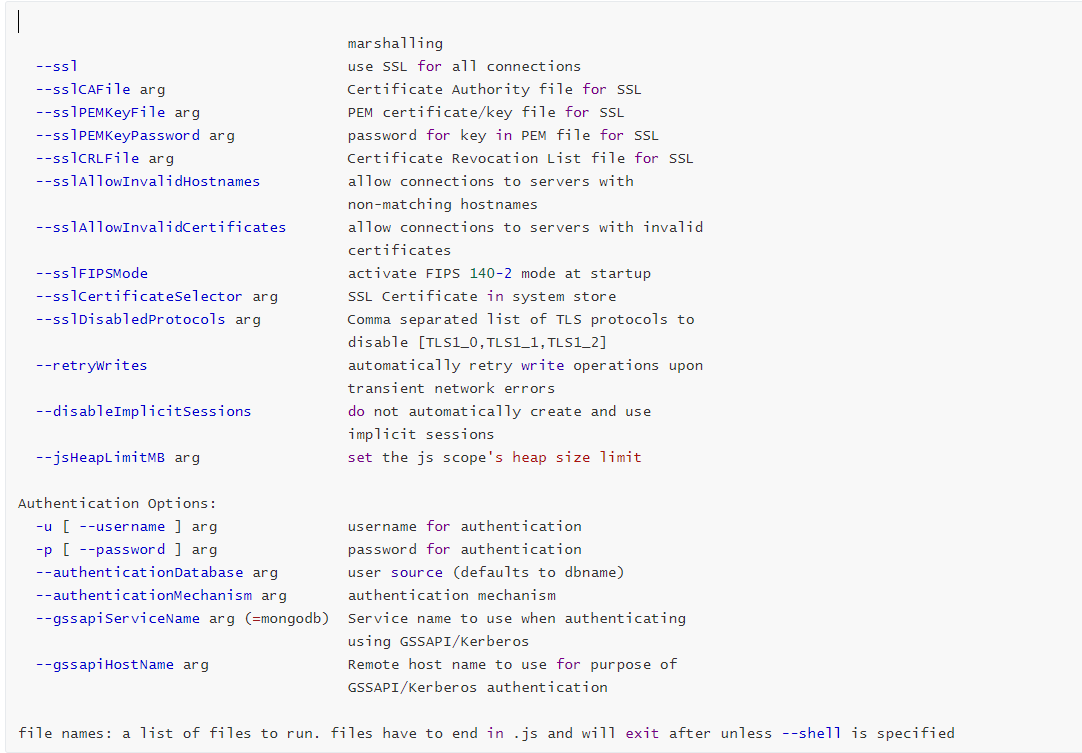 marshalling
--ssl use SSL for all connections
--sslCAFile arg Certificate Authority file for SSL
--sslPEMKeyFile arg PEM certificate/key file for SSL
--sslPEMKeyPassword arg password for key in PEM file for SSL
--sslCRLFile arg Certificate Revocation List file for SSL
--sslAllowInvalidHostnames allow connections to servers with
non-matching hostnames
--sslAllowInvalidCertificates allow connections to servers with invalid
certificates
--sslFIPSMode activate FIPS 140-2 mode at startup
--sslCertificateSelector arg SSL Certificate in system store
--sslDisabledProtocols arg Comma separated list of TLS protocols to
disable [TLS1_0,TLS1_1,TLS1_2]
--retryWrites automatically retry write operations upon
transient network errors
--disableImplicitSessions do not automatically create and use
implicit sessions
--jsHeapLimitMB arg set the js scope's heap size limit
Authentication Options:
-u [ --username ] arg username for authentication
-p [ --password ] arg password for authentication
--authenticationDatabase arg user source (defaults to dbname)
--authenticationMechanism arg authentication mechanism
--gssapiServiceName arg (=mongodb) Service name to use when authenticating
using GSSAPI/Kerberos
--gssapiHostName arg Remote host name to use for purpose of
GSSAPI/Kerberos authentication
file names: a list of files to run. files have to end in .js and will exit after unless --shell is specified